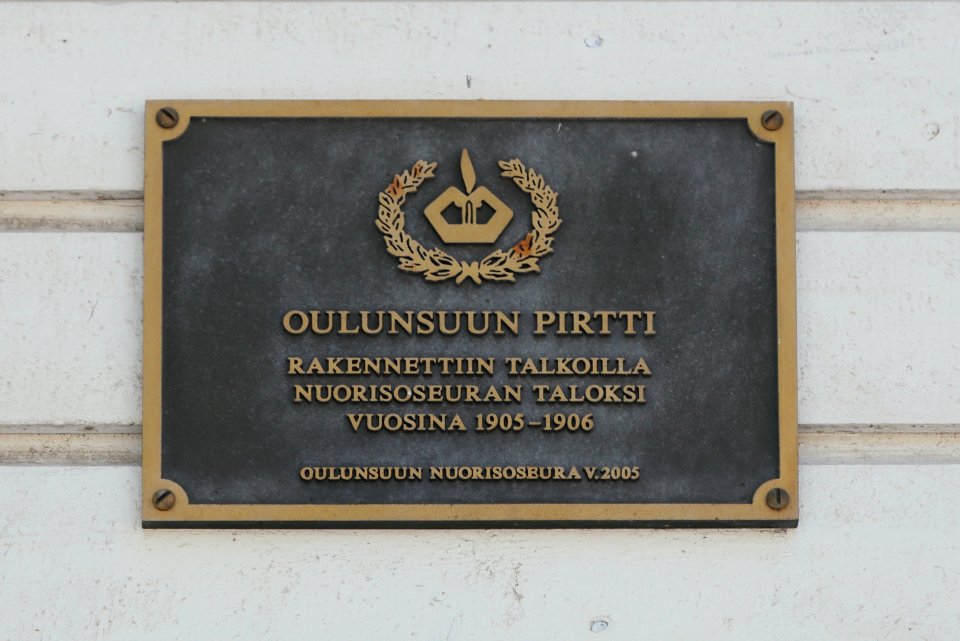 OULUNSUUN PIRTTI
RAKENNETTIIN TALKOILLA
NUORISOSEURAN TALOKSI
VUOSINA 1905–1906
OULUNSUUN NUORISOSEURA V. 2005